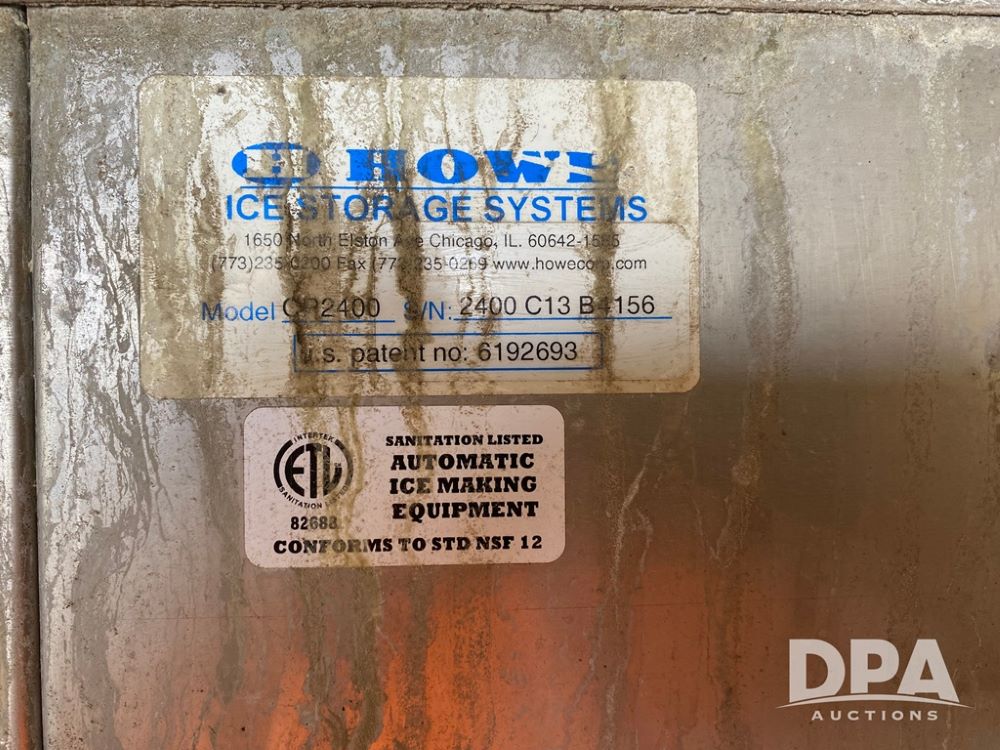 H HOWE
ICE STORAGE SYSTEMS
1650 North Elston Ave Chicago, IL. 60642-1585
(773)235-0200 Fax (773)235-0269 www.howecorp.com
Model CR2400 S/N: 2400 C13 B4156
u.s. patent no: 6192693
INTERTEK
ETL
SANITATION LISTED
82688
SANITATION LISTED
AUTOMATIC
ICE MAKING
EQUIPMENT
CONFORMS TO STD NSF 12
DPA
AUCTIONS